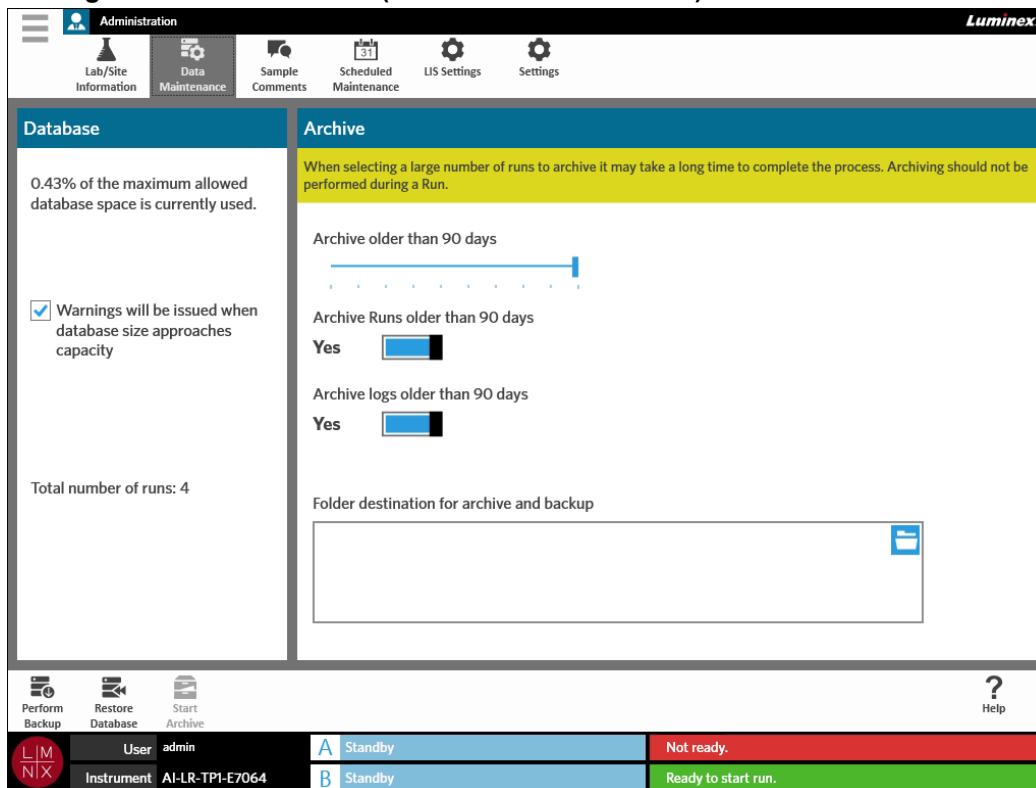 Administration
Luminex
Lab/Site
Information
Data
Maintenance
Sample
Comments
31
Scheduled
Maintenance
LIS Settings
Settings
Database
0.43% of the maximum allowed
database space is currently used.
Warnings will be issued when
database size approaches
capacity
Total number of runs: 4
Archive
When selecting a large number of runs to archive it may take a long time to complete the process. Archiving should not be
performed during a Run.
Archive older than 90 days
Archive Runs older than 90 days
Yes
Archive logs older than 90 days
Yes
Folder destination for archive and backup
Perform
Backup
Restore
Database
Start
Archive
?
Help
L M
N X
User admin
Instrument AI-LR-TP1-E7064
A Standby
B Standby
Not ready.
Ready to start run.